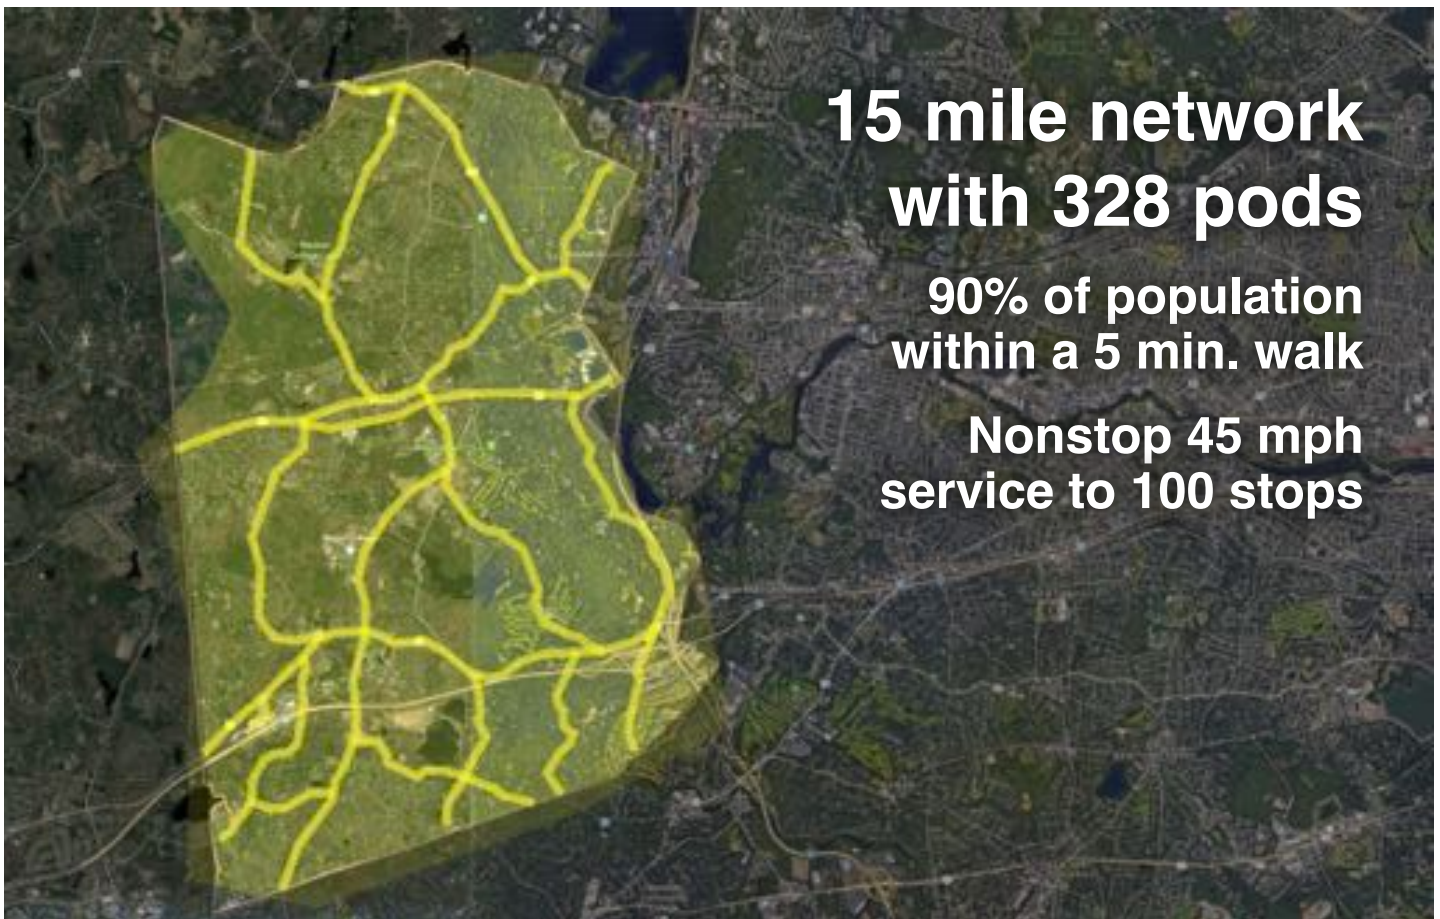 15 mile network
with 328 pods
90% of population
within a 5 min. walk
Nonstop 45 mph
service to 100 stops